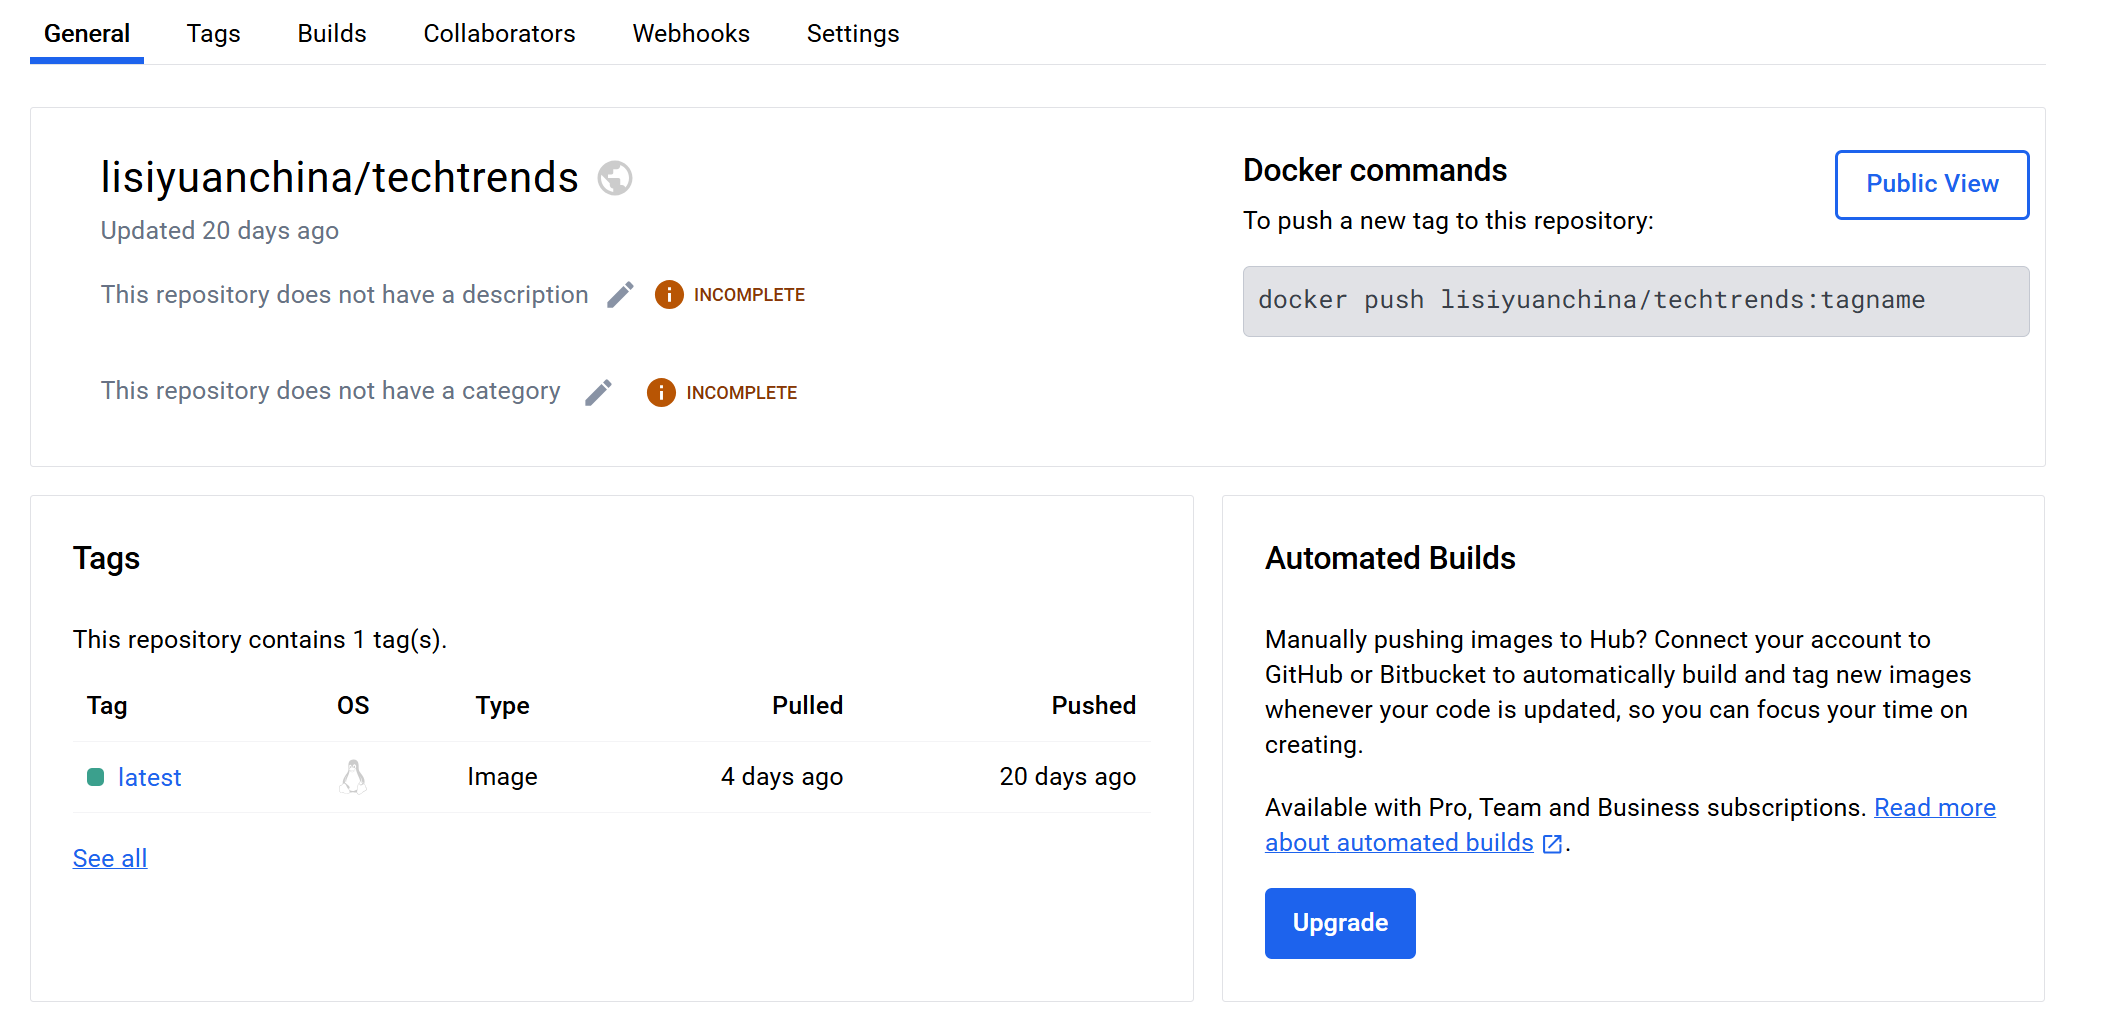 General Tags Builds Collaborators Webhooks Settings
lisiyuanchina/techtrends
Updated 20 days ago
This repository does not have a description INCOMPLETE
This repository does not have a category INCOMPLETE
Docker commands
Public View
To push a new tag to this repository:
docker push lisiyuanchina/techtrends:tagname
Tags
This repository contains 1 tag(s).
Tag OS Type Pulled Pushed
latest Image 4 days ago 20 days ago
See all
Automated Builds
Manually pushing images to Hub? Connect your account to
GitHub or Bitbucket to automatically build and tag new images
whenever your code is updated, so you can focus your time on
creating.
Available with Pro, Team and Business subscriptions. Read more
about automated builds .
Upgrade